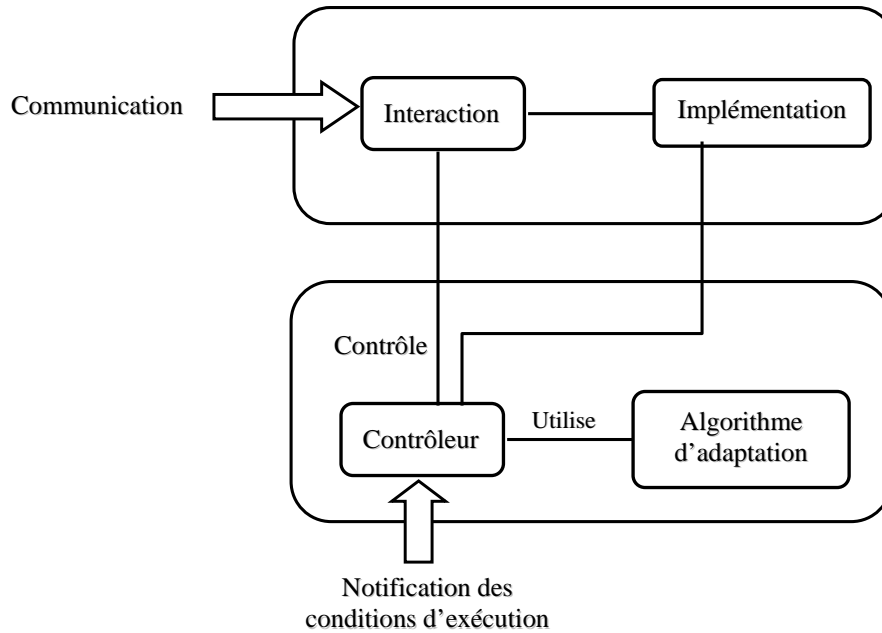 Communication
Interaction
Implémentation
Contrôle
Contrôleur
Utilise
Algorithme
d’adaptation
Notification des
conditions d’exécution